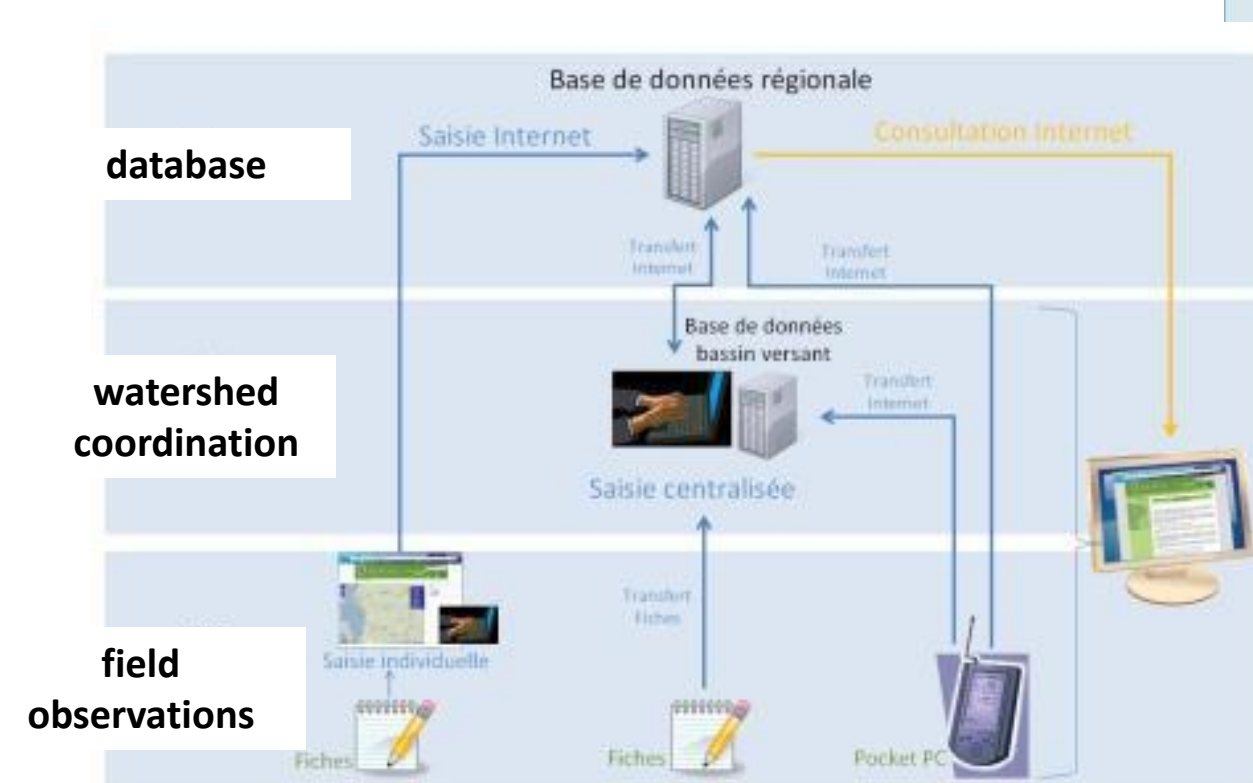 Base de données régionale
Saisie Internet
Consultation Internet
database
Transfert
Internet
Transfert
Internet
Base de données
bassin versant
watershed
coordination
Transfert
Internet
Saisie centralisée
Transfert
Fiches
Saisie individuelle
field
observations
Fiches
Fiches
Pocket PC